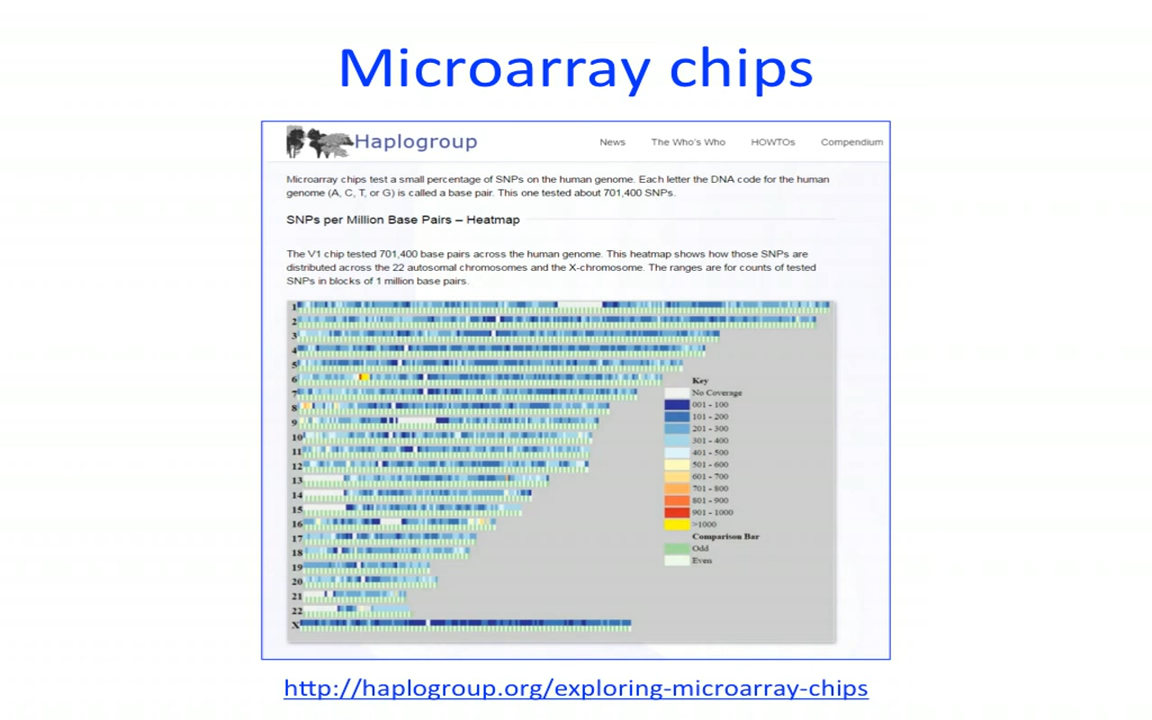 Microarray chips
Haplogroup
News
The Who's Who
HOWTOs
Compendium
Microarray chips test a small percentage of SNPs on the human genome. Each letter the DNA code for the human
genome (A, C, T, or G) is called a base pair. This one tested about 701,400 SNPs.
SNPs per Million Base Pairs – Heatmap
The V1 chip tested 701,400 base pairs across the human genome. This heatmap shows how those SNPs are
distributed across the 22 autosomal chromosomes and the X-chromosome. The ranges are for counts of tested
SNPs in blocks of 1 million base pairs.
1
2
3
4
5
6
7
8
9
10
11
12
13
14
15
16
17
18
19
20
21
22
X
Key
No Coverage
001 - 100
101 - 200
201 - 300
301 - 400
401 - 500
501 - 600
601 - 700
701 - 800
801 - 900
901 - 1000
>1000
Comparison Bar
Odd
Even
http://haplogroup.org/exploring-microarray-chips